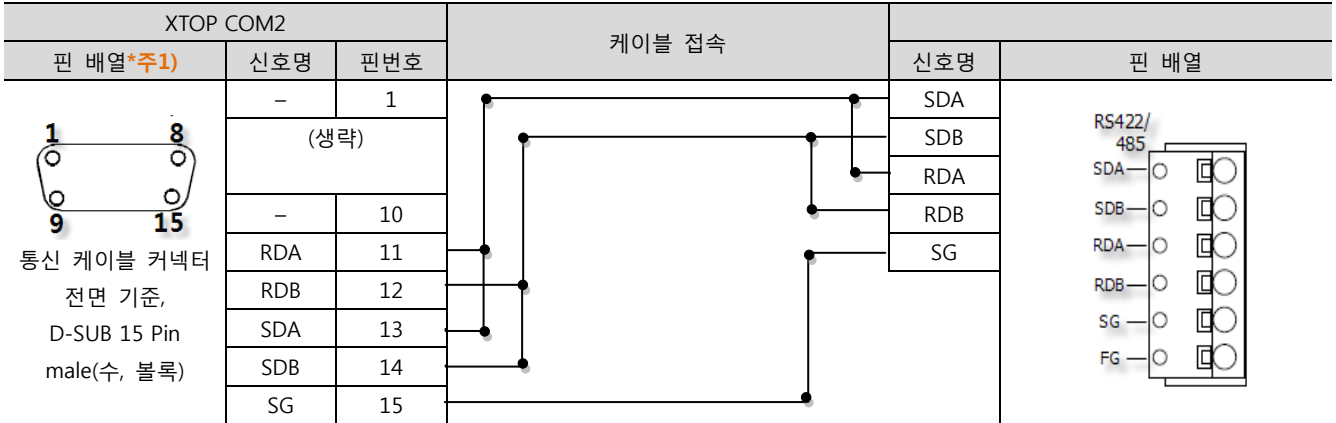 XTOP COM2
케이블 접속
핀 배열*주1)
신호명
핀번호
신호명
핀 배열
– 1
(생략)
– 10
RDA 11
RDB 12
SDA 13
SDB 14
SG 15
1 8
9 15
통신 케이블 커넥터
전면 기준,
D-SUB 15 Pin
male(수, 볼록)
SDA
SDB
RDA
RDB
SG
RS422/
485
SDA
SDB
RDA
RDB
SG
FG